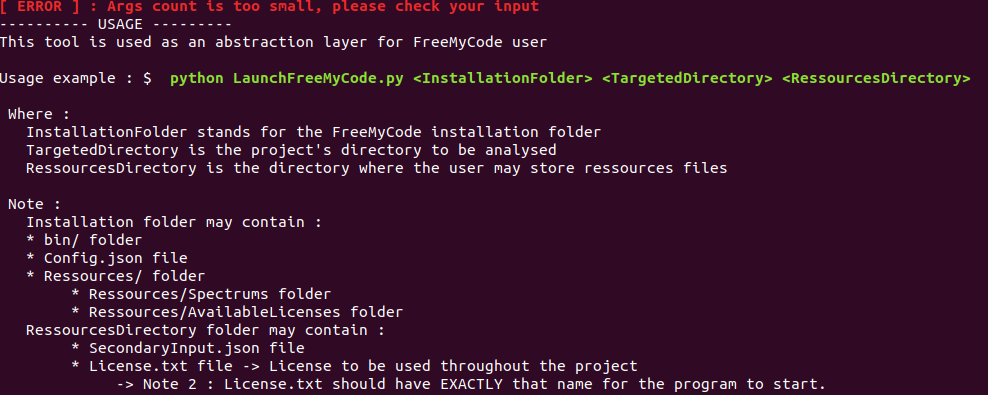 [ ERROR ] : Args count is too small, please check your input
---------- USAGE ---------
This tool is used as an abstraction layer for FreeMyCode user
Usage example : $  python LaunchFreeMyCode.py <InstallationFolder> <TargetedDirectory> <RessourcesDirectory>
Where :
InstallationFolder stands for the FreeMyCode installation folder
TargetedDirectory is the project's directory to be analysed
RessourcesDirectory is the directory where the user may store ressources files
Note :
Installation folder may contain :
* bin/ folder
* Config.json file
* Ressources/ folder
* Ressources/Spectrums folder
* Ressources/AvailableLicenses folder
RessourcesDirectory folder may contain :
* SecondaryInput.json file
* License.txt file -> License to be used throughout the project
-> Note 2 : License.txt should have EXACTLY that name for the program to start.